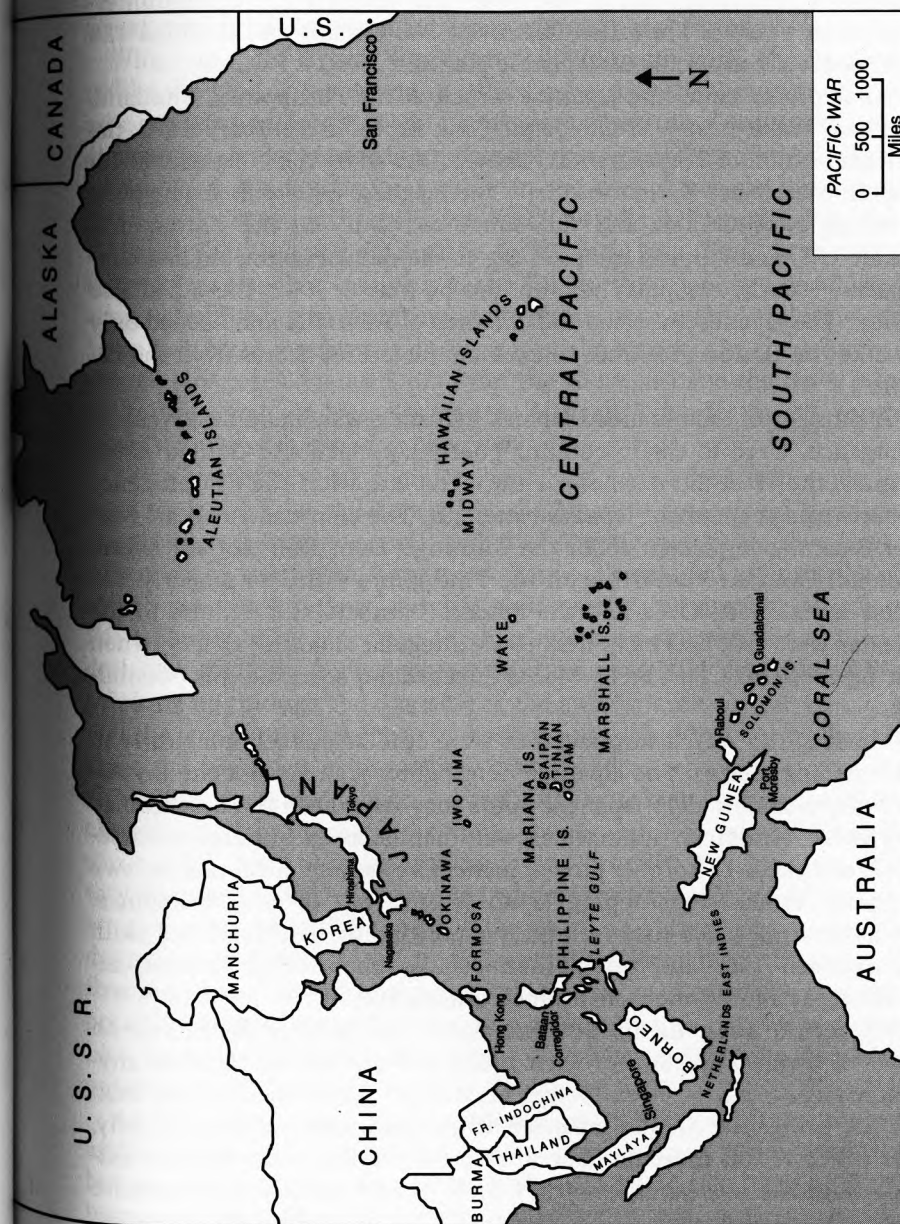 U. S. S. R.
ALASKA
CANADA
U.S.
San Francisco
ALEUTIAN ISLANDS
MANCHURIA
KOREA
JAPAN
Tokyo
Hiroshima
Nagasaka
CHINA
MIDWAY
HAWAIIAN ISLANDS
OKINAWA
IWO JIMA
FORMOSA
Hong Kong
WAKE
MARIANA IS.
SAIPAN
TINIAN
GUAM
CENTRAL PACIFIC
BURMA
THAILAND
FR. INDOCHINA
MAYLAYA
Singapore
Bataan
Corregidor
PHILIPPINE IS.
LEYTE GULF
MARSHALL IS.
BORNEO
NETHERLANDS EAST INDIES
NEW GUINEA
Port
Moresby
Raboul
SOLOMON IS.
Guadalcanal
CORAL SEA
SOUTH PACIFIC
AUSTRALIA
N
PACIFIC WAR
0 500 1000
Miles